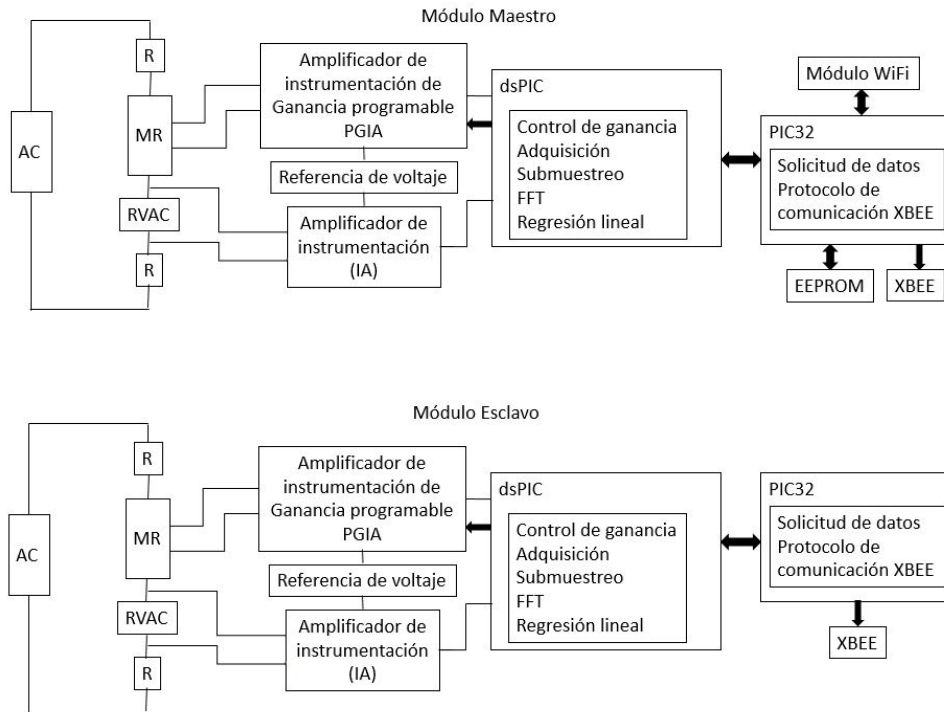 Módulo Maestro
R
AC
MR
RVAC
R
Amplificador de
instrumentación de
Ganancia programable
PGIA
Referencia de voltaje
Amplificador de
instrumentación
(IA)
dsPIC
Control de ganancia
Adquisición
Submuestreo
FFT
Regresión lineal
Módulo WiFi
PIC32
Solicitud de datos
Protocolo de
comunicación XBEE
EEPROM
XBEE
Módulo Esclavo
R
AC
MR
RVAC
R
Amplificador de
instrumentación de
Ganancia programable
PGIA
Referencia de voltaje
Amplificador de
instrumentación
(IA)
dsPIC
Control de ganancia
Adquisición
Submuestreo
FFT
Regresión lineal
PIC32
Solicitud de datos
Protocolo de
comunicación XBEE
XBEE